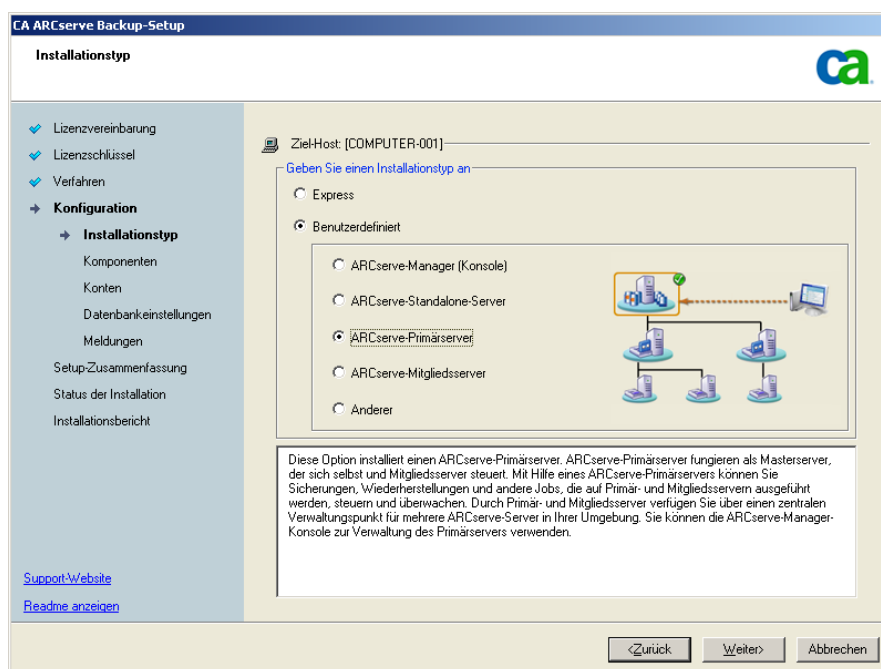 CA ARCserve Backup-Setup
Installationstyp
ca
Lizenzvereinbarung
Lizenzschlüssel
Verfahren
Konfiguration
Installationstyp
Komponenten
Konten
Datenbankeinstellungen
Meldungen
Setup-Zusammenfassung
Status der Installation
Installationsbericht
Support-Website
Readme anzeigen
Ziel-Host: [COMPUTER-001]
Geben Sie einen Installationstyp an
Express
Benutzerdefiniert
ARCserve-Manager (Konsole)
ARCserve-Standalone-Server
ARCserve-Primärserver
ARCserve-Mitgliedsserver
Anderer
Diese Option installiert einen ARCserve-Primärserver. ARCserve-Primärserver fungieren als Masterserver,
der sich selbst und Mitgliedsserver steuert. Mit Hilfe eines ARCserve-Primärservers können Sie
Sicherungen, Wiederherstellungen und andere Jobs, die auf Primär- und Mitgliedsservern ausgeführt
werden, steuern und überwachen. Durch Primär- und Mitgliedsserver verfügen Sie über einen zentralen
Verwaltungspunkt für mehrere ARCserve-Server in Ihrer Umgebung. Sie können die ARCserve-Manager-
Konsole zur Verwaltung des Primärservers verwenden.
<Zurück
Weiter>
Abbrechen